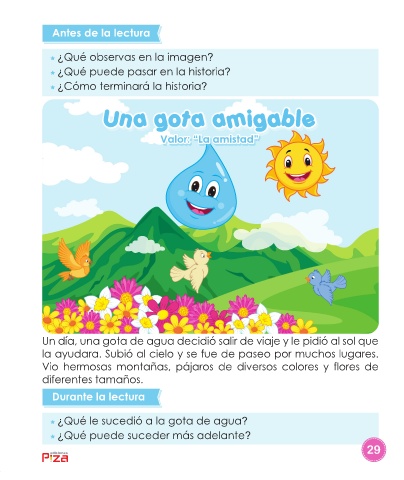 Antes de la lectura
¿Qué observas en la imagen?
¿Qué puede pasar en la historia?
¿Cómo terminará la historia?
Una gota amigable
Valor: "La amistad"
Un día, una gota de agua decidió salir de viaje y le pidió al sol que
la ayudara. Subió al cielo y se fue de paseo por muchos lugares.
Vio hermosas montañas, pájaros de diversos colores y flores de
diferentes tamaños.
Durante la lectura
¿Qué le sucedió a la gota de agua?
¿Qué puede suceder más adelante?
29